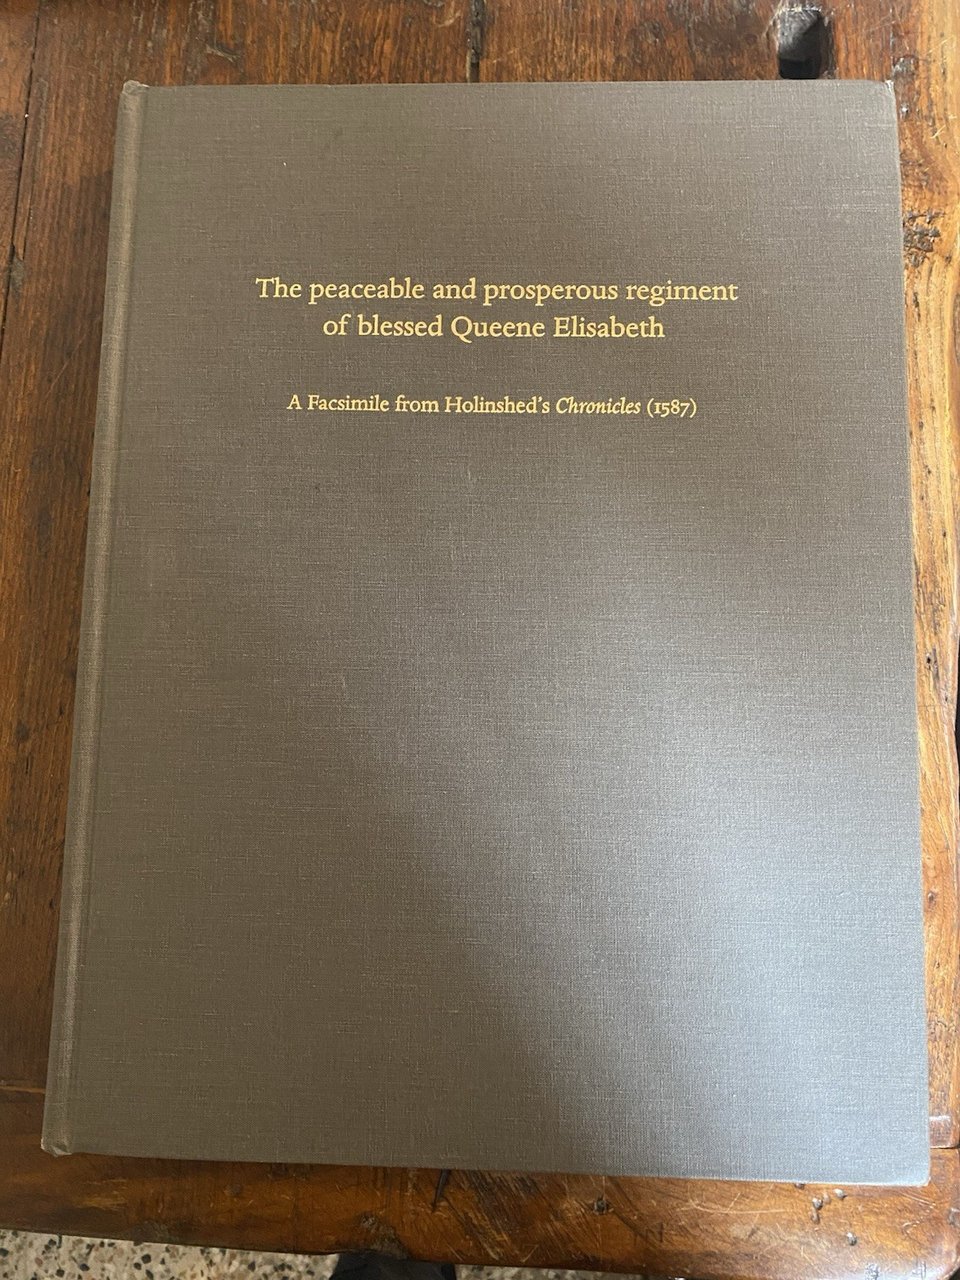 The peaceable and prosperous regiment
of blessed Queene Elisabeth
A Facsimile from Holinshed's Chronicles (1587)